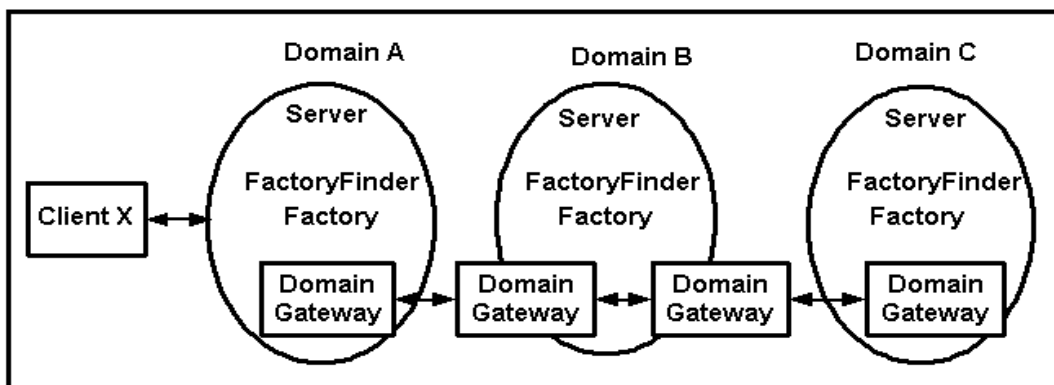 Domain A
Domain B
Domain C
Server
Server
Server
FactoryFinder
Factory
FactoryFinder
Factory
FactoryFinder
Factory
Client X
Domain
Gateway
Domain
Gateway
Domain
Gateway
Domain
Gateway